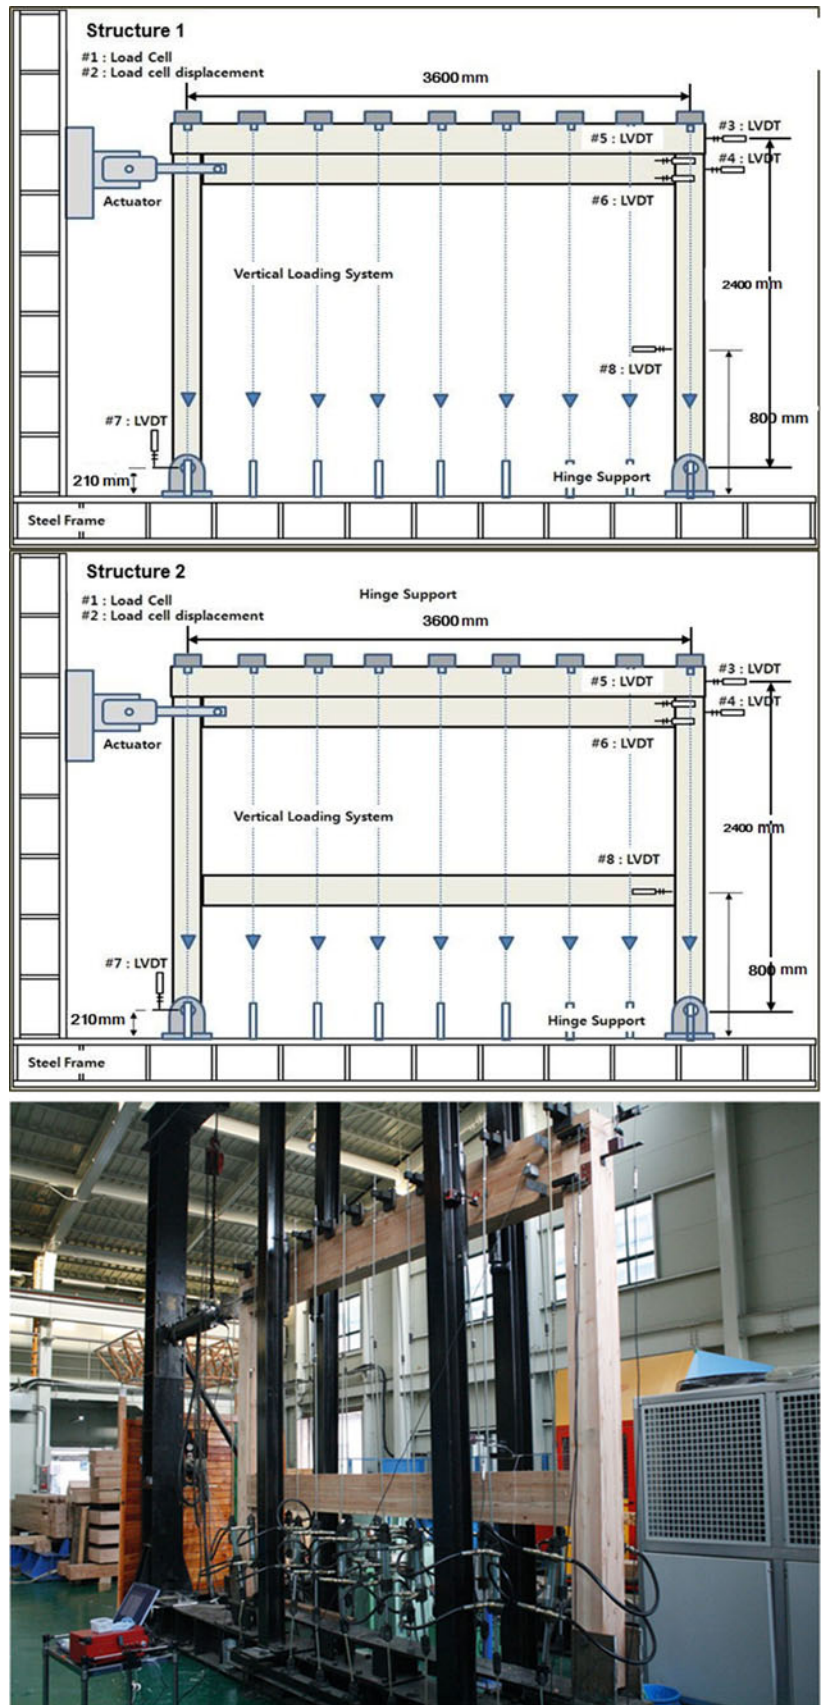 Structure 1
#1 : Load Cell
#2 : Load cell displacement
3600 mm
#3 : LVDT
#5 : LVDT
#4 : LVDT
Actuator
#6 : LVDT
Vertical Loading System
2400 mm
#8 : LVDT
#7 : LVDT
800 mm
210 mm
Hinge Support
Steel Frame
Structure 2
#1 : Load Cell
Hinge Support
#2 : Load cell displacement
3600 mm
#3 : LVDT
#5 : LVDT
#4 : LVDT
Actuator
#6 : LVDT
Vertical Loading System
2400 mm
#8 : LVDT
#7 : LVDT
800 mm
210mm
Hinge Support
Steel Frame